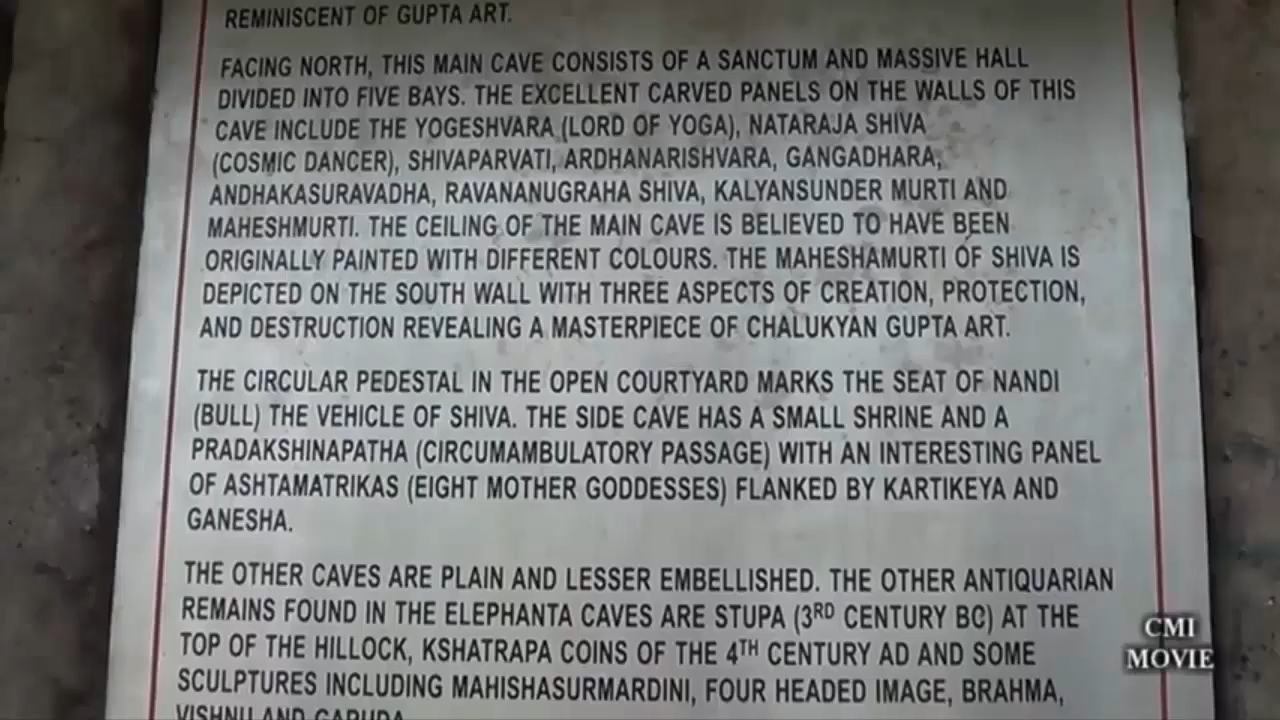 REMINISCENT OF GUPTA ART.
FACING NORTH, THIS MAIN CAVE CONSISTS OF A SANCTUM AND MASSIVE HALL
DIVIDED INTO FIVE BAYS. THE EXCELLENT CARVED PANELS ON THE WALLS OF THIS
CAVE INCLUDE THE YOGESHVARA (LORD OF YOGA), NATARAJA SHIVA
(COSMIC DANCER), SHIVAPARVATI, ARDHANARISHVARA, GANGADHARA,
ANDHAKASURAVADHA, RAVANANUGRAHA SHIVA, KALYANSUNDER MURTI AND
MAHESHMURTI. THE CEILING OF THE MAIN CAVE IS BELIEVED TO HAVE BEEN
ORIGINALLY PAINTED WITH DIFFERENT COLOURS. THE MAHESHAMURTI OF SHIVA IS
DEPICTED ON THE SOUTH WALL WITH THREE ASPECTS OF CREATION, PROTECTION,
AND DESTRUCTION REVEALING A MASTERPIECE OF CHALUKYAN GUPTA ART.
THE CIRCULAR PEDESTAL IN THE OPEN COURTYARD MARKS THE SEAT OF NANDI
(BULL) THE VEHICLE OF SHIVA. THE SIDE CAVE HAS A SMALL SHRINE AND A
PRADAKSHINAPATHA (CIRCUMAMBULATORY PASSAGE) WITH AN INTERESTING PANEL
OF ASHTAMATRIKAS (EIGHT MOTHER GODDESSES) FLANKED BY KARTIKEYA AND
GANESHA.
THE OTHER CAVES ARE PLAIN AND LESSER EMBELLISHED. THE OTHER ANTIQUARIAN
REMAINS FOUND IN THE ELEPHANTA CAVES ARE STUPA (3RD CENTURY BC) AT THE
TOP OF THE HILLOCK, KSHATRAPA COINS OF THE 4TH CENTURY AD AND SOME
SCULPTURES INCLUDING MAHISHASURMARDINI, FOUR HEADED IMAGE, BRAHMA,
VISHNU AND GARUDA
CMI
MOVIE